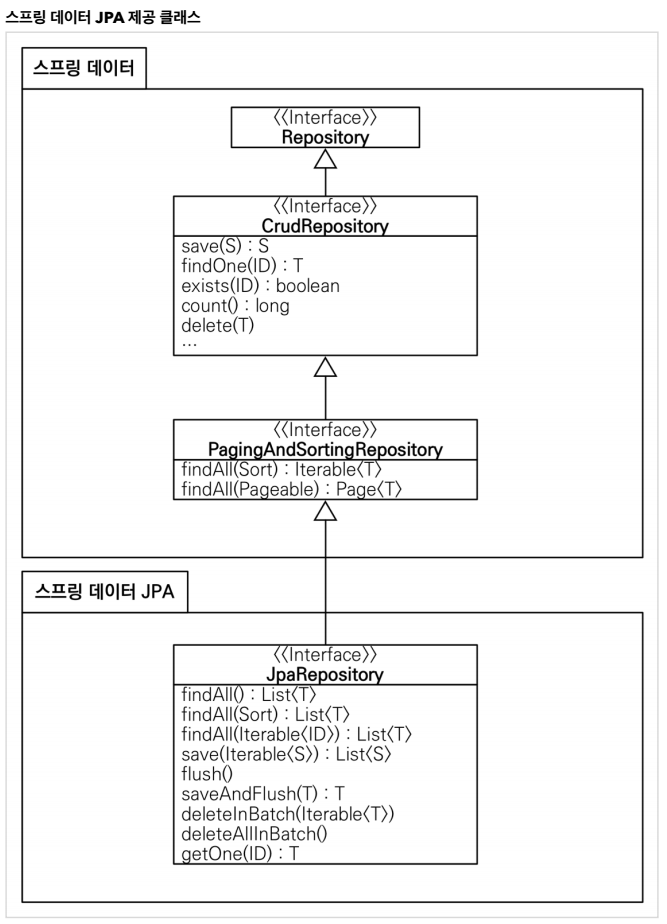 스프링 데이터 JPA 제공 클래스
스프링 데이터
〈〈Interface〉〉
Repository
〈〈Interface〉〉
CrudRepository
save(S) : S
findOne(ID) : T
exists(ID) : boolean
count() : long
delete(T)
…
〈〈Interface〉〉
PagingAndSortingRepository
findAll(Sort) : Iterable〈T〉
findAll(Pageable) : Page〈T〉
스프링 데이터 JPA
〈〈Interface〉〉
JpaRepository
findAll() : List〈T〉
findAll(Sort) : List〈T〉
findAll(Iterable〈ID〉) : List〈T〉
save(Iterable〈S〉) : List〈S〉
flush()
saveAndFlush(T) : T
deleteInBatch(Iterable〈T〉)
deleteAllInBatch()
getOne(ID) : T